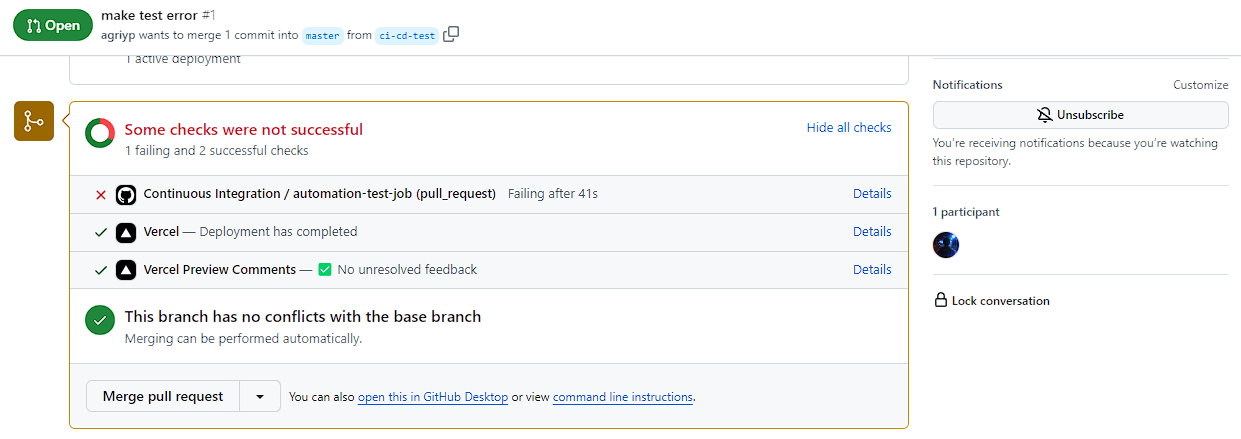 Open
make test error #1
agriyp wants to merge 1 commit into master from ci-cd-test
1 active deployment
Some checks were not successful
1 failing and 2 successful checks
Hide all checks
Continuous Integration / automation-test-job (pull_request) Failing after 41s Details
Vercel — Deployment has completed Details
Vercel Preview Comments — ✅ No unresolved feedback Details
This branch has no conflicts with the base branch
Merging can be performed automatically.
Merge pull request
You can also open this in GitHub Desktop or view command line instructions.
Notifications Customize
Unsubscribe
You're receiving notifications because you're watching
this repository.
1 participant
Lock conversation